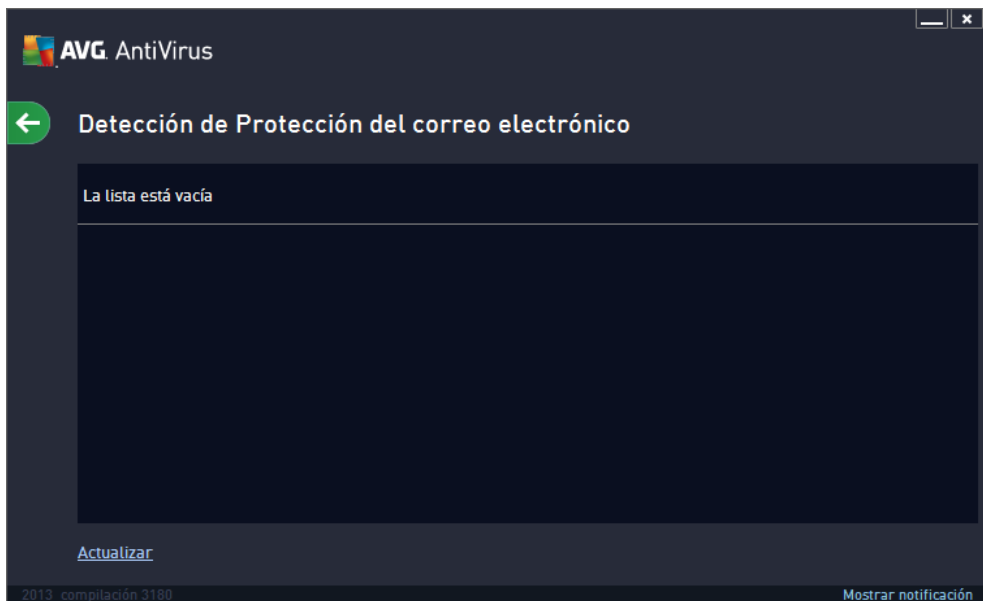 AVG. AntiVirus
Detección de Protección del correo electrónico
La lista está vacía
Actualizar
2013 compilación 3180
Mostrar notificación